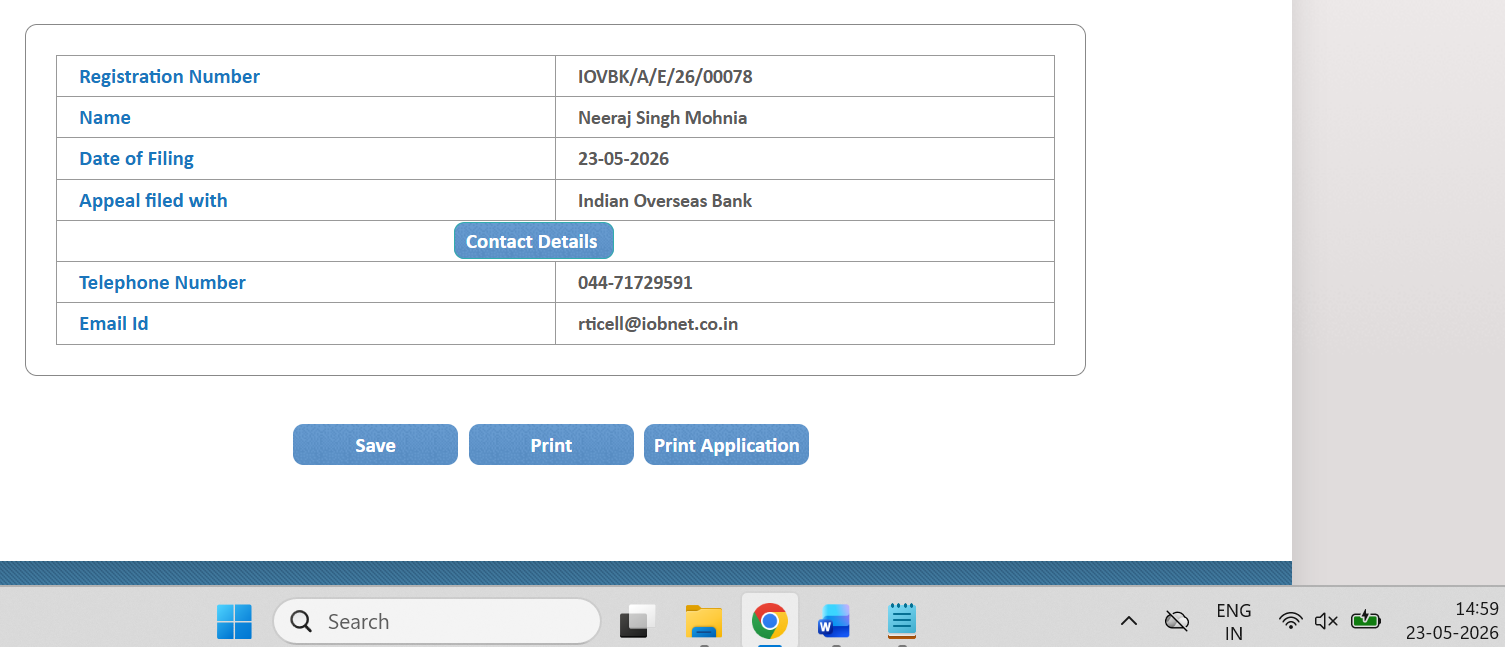 Registration Number IOVBK/A/E/26/00078
Name Neeraj Singh Mohnia
Date of Filing 23-05-2026
Appeal filed with Indian Overseas Bank
Contact Details
Telephone Number 044-71729591
Email Id rticell@iobnet.co.in
Save Print Print Application
Search
W
ENG
IN
14:59
23-05-2026